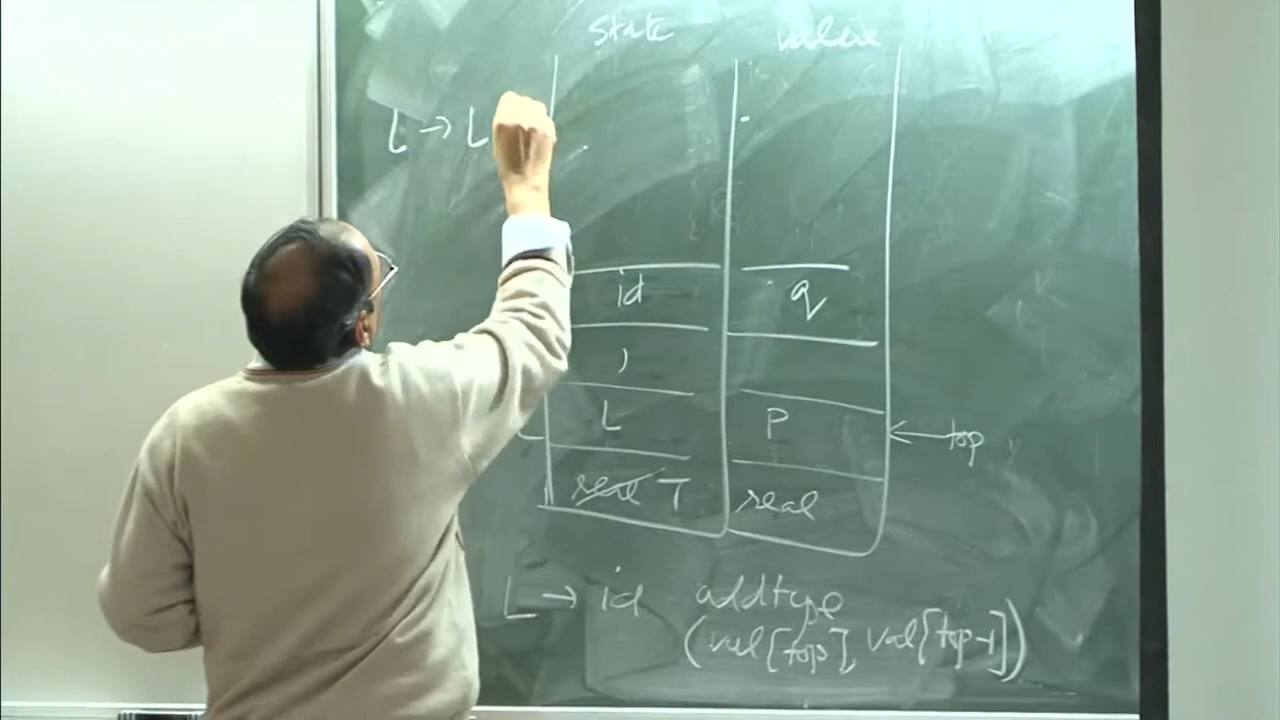 state value
L → L
id q
,
L P ← top
real T real
L → id addtype
(val[top], val[top-1])